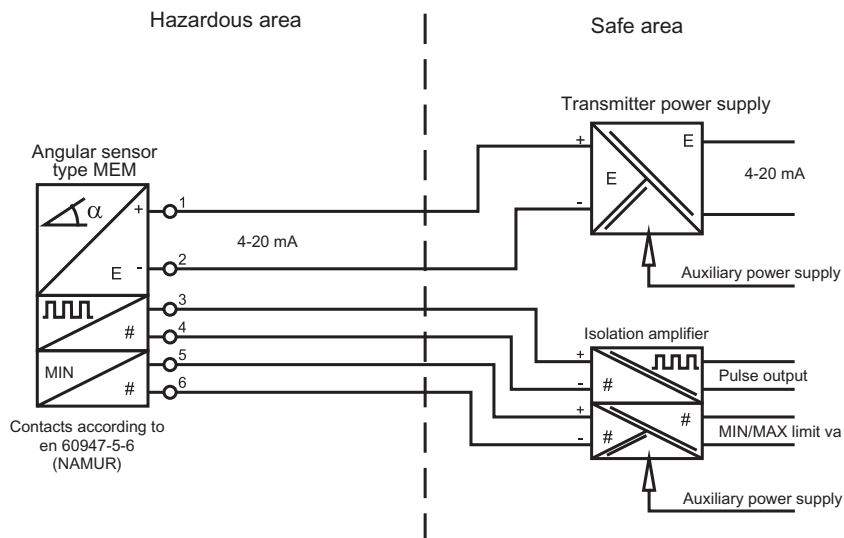 Hazardous area
Safe area
Transmitter power supply
Angular sensor
type MEM
α
+
1
E
-
2
4-20 mA
+
-
E
E
4-20 mA
Auxiliary power supply
3
#
4
MIN
5
#
6
Contacts according to
en 60947-5-6
(NAMUR)
Isolation amplifier
+
-
#
Pulse output
+
-
#
#
MIN/MAX limit va
Auxiliary power supply